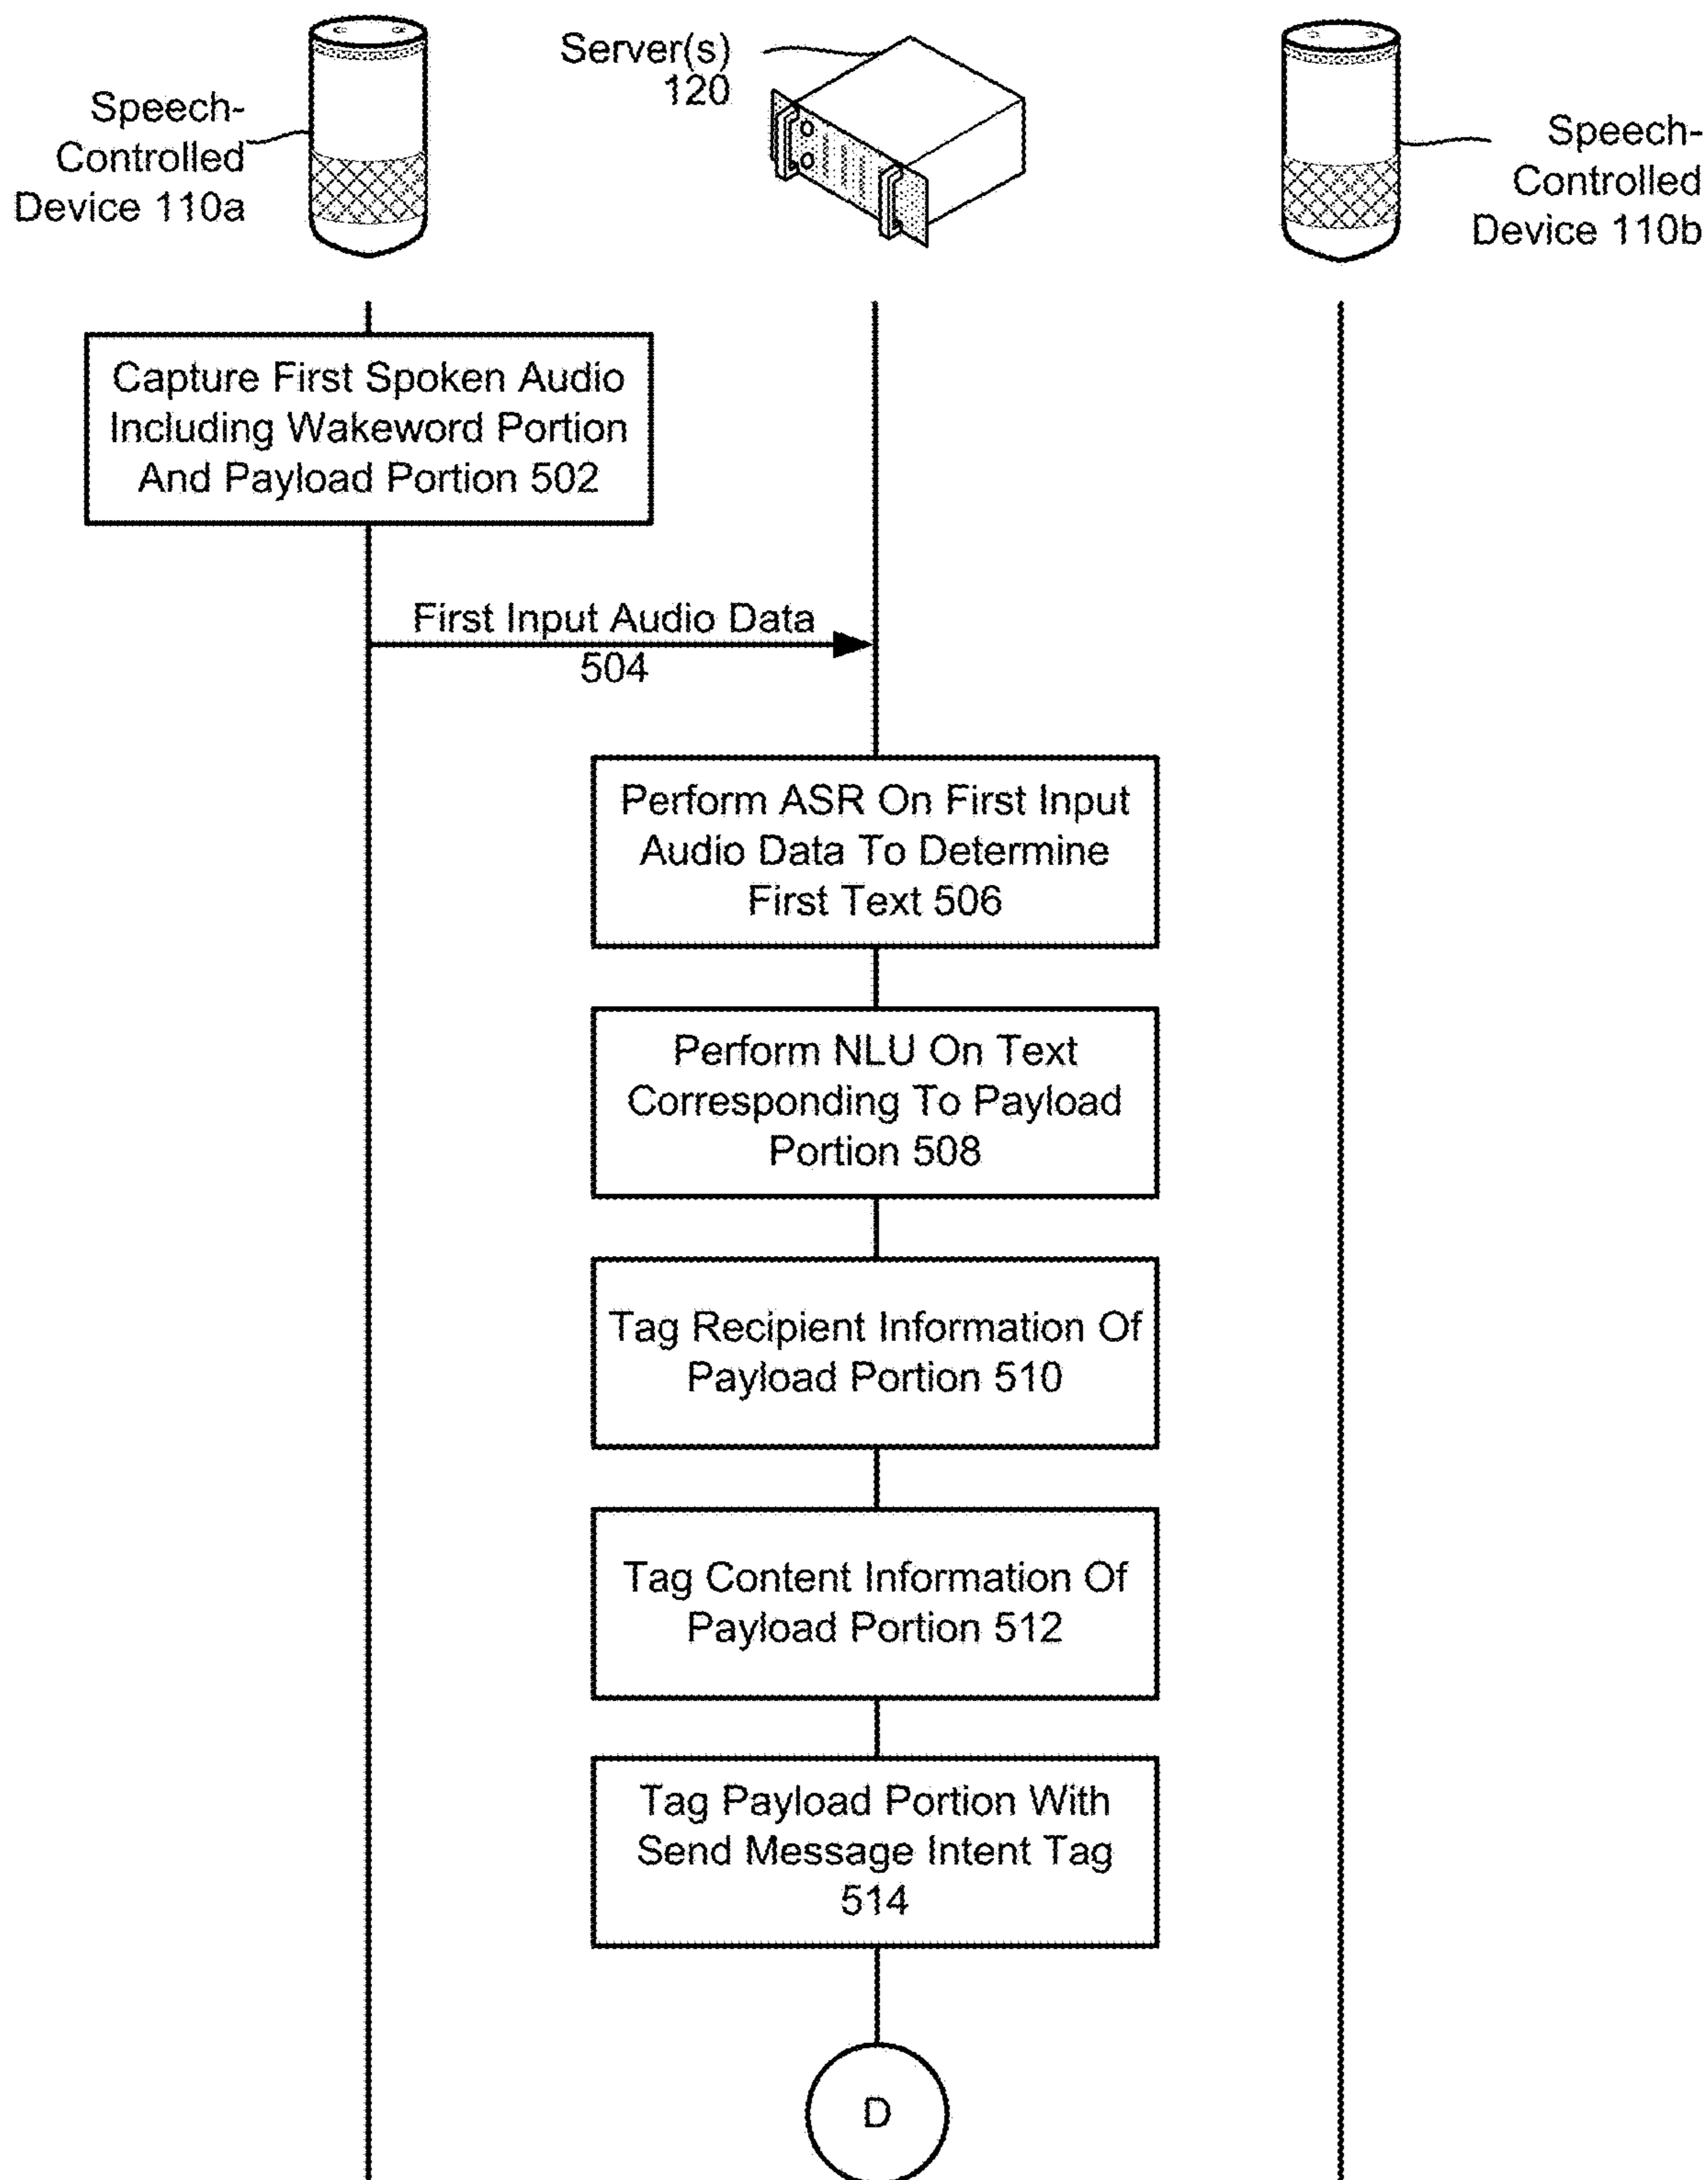 Speech-
Controlled
Device 110a
Server(s)
120
Speech-
Controlled
Device 110b
Capture First Spoken Audio
Including Wakeword Portion
And Payload Portion 502
First Input Audio Data
504
Perform ASR On First Input
Audio Data To Determine
First Text 506
Perform NLU On Text
Corresponding To Payload
Portion 508
Tag Recipient Information Of
Payload Portion 510
Tag Content Information Of
Payload Portion 512
Tag Payload Portion With
Send Message Intent Tag
514
D